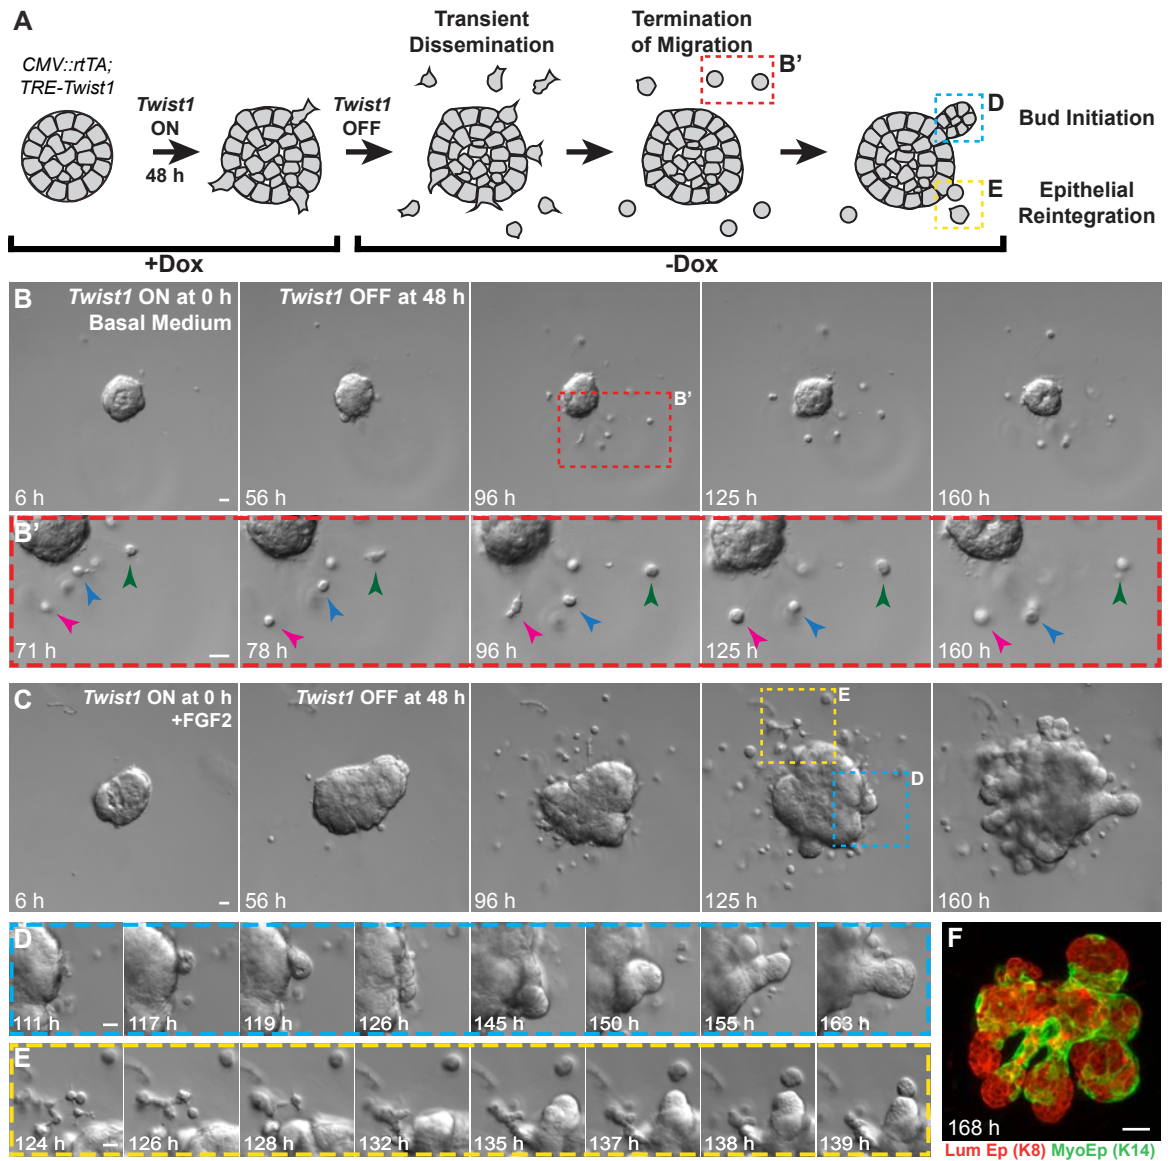 A
CMV::rtTA;
TRE-Twist1
Twist1
ON
48 h
Twist1
OFF
Transient
Dissemination
Termination
of Migration
B’
D
Bud Initiation
E
Epithelial
Reintegration
+Dox
-Dox
B
Twist1 ON at 0 h
Basal Medium
Twist1 OFF at 48 h
B’
6 h
56 h
96 h
125 h
160 h
B’
71 h
78 h
96 h
125 h
160 h
C
Twist1 ON at 0 h
+FGF2
Twist1 OFF at 48 h
E
D
6 h
56 h
96 h
125 h
160 h
D
111 h
117 h
119 h
126 h
145 h
150 h
155 h
163 h
E
124 h
126 h
128 h
132 h
135 h
137 h
138 h
139 h
F
168 h
Lum Ep (K8) MyoEp (K14)